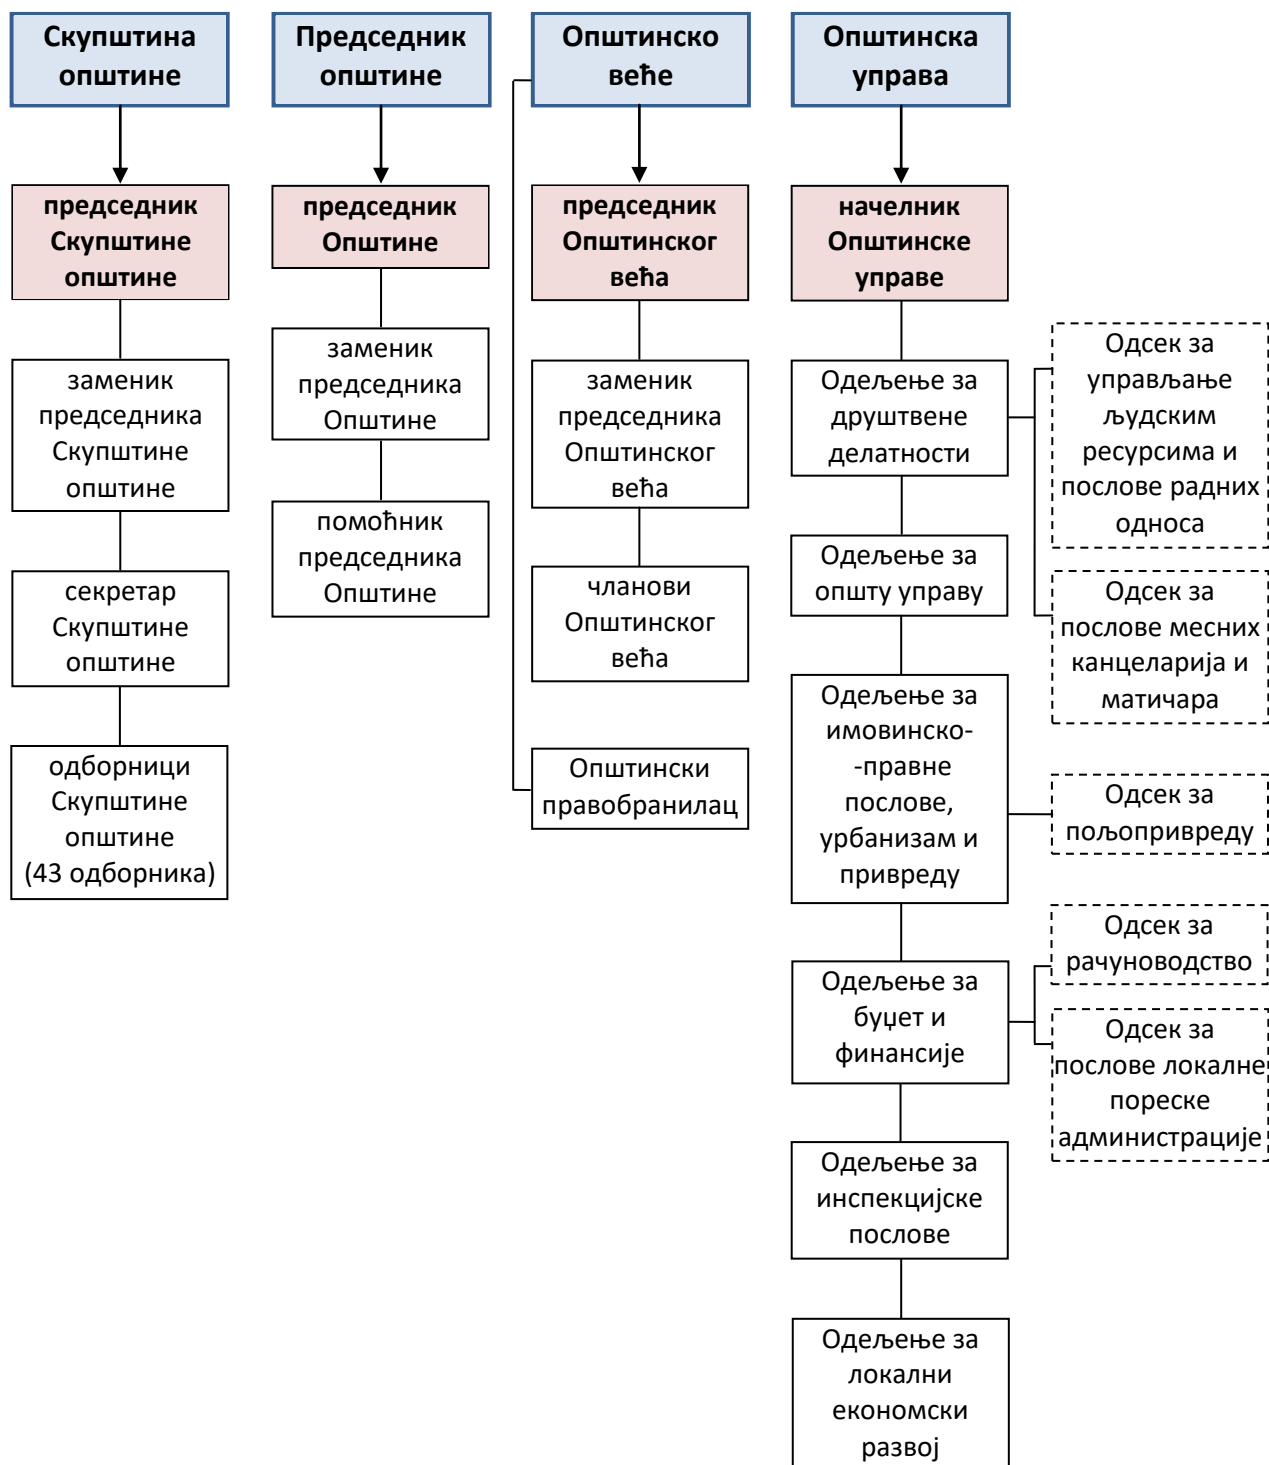 Скупштина
општине
председник
Скупштине
општине
заменик
председника
Скупштине
општине
секретар
Скупштине
општине
одборници
Скупштине
општине
(43 одборника)
Председник
општине
председник
Општине
заменик
председника
Општине
помоћник
председника
Општине
Општинско
веће
председник
Општинског
већа
заменик
председника
Општинског
већа
чланови
Општинског
већа
Општински
правобранилац
Општинска
управа
начелник
Општинске
управе
Одељење за
друштвене
делатности
Одсек за
управљање
људским
ресурсима и
послове радних
односа
Одсек за
послове месних
канцеларија и
матичара
Одељење за
општу управу
Одељење за
имовинско-
-правне
послове,
урбанизам и
привреду
Одсек за
пољопривреду
Одељење за
буџет и
финансије
Одсек за
рачуноводство
Одсек за
послове локалне
пореске
администрације
Одељење за
инспекцијске
послове
Одељење за
локални
економски
развој